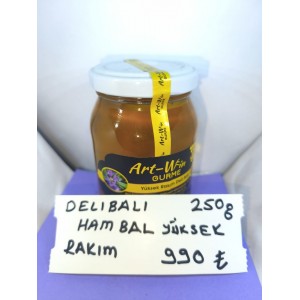 Art-Win
GURME
DELIBALI 250g
HAM BAL YÜKSEK
RAKIM 990 ₺